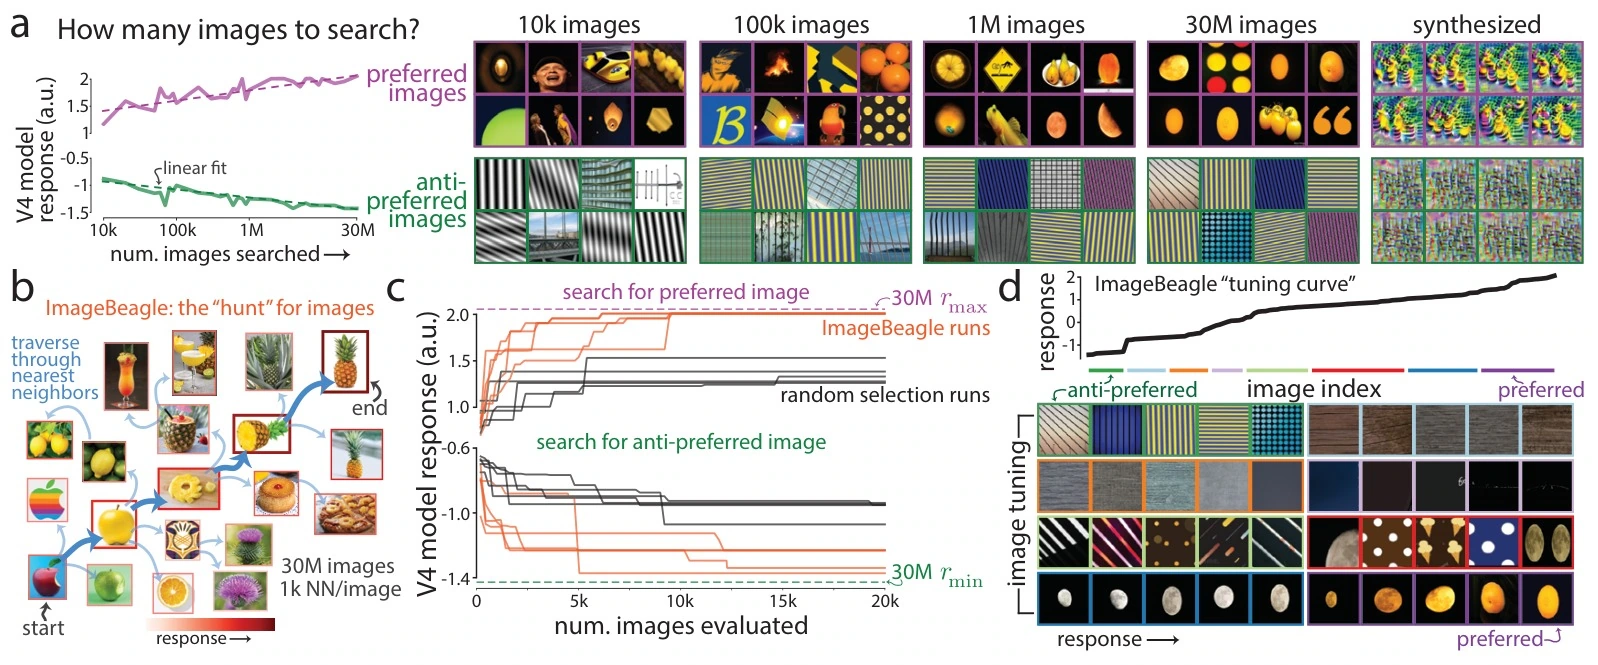 a
How many images to search?
10k images
100k images
1M images
30M images
synthesized
preferred
images
V4 model
response (a.u.)
2
1.5
1
-0.5
-1
-1.5
linear fit
anti-
preferred
images
B
10k
100k
1M
30M
num. images searched
b
ImageBeagle: the “hunt” for images
traverse
through
nearest
neighbors
end
start
30M images
1k NN/image
response
c
search for preferred image
30M rmax
ImageBeagle runs
random selection runs
search for anti-preferred image
30M rmin
V4 model response (a.u.)
2.0
1.5
1.0
-0.6
-1.0
-1.4
0
5k
10k
15k
20k
num. images evaluated
d
ImageBeagle “tuning curve”
response
2
1
0
-1
anti-preferred
image index
preferred
image tuning
response
preferred